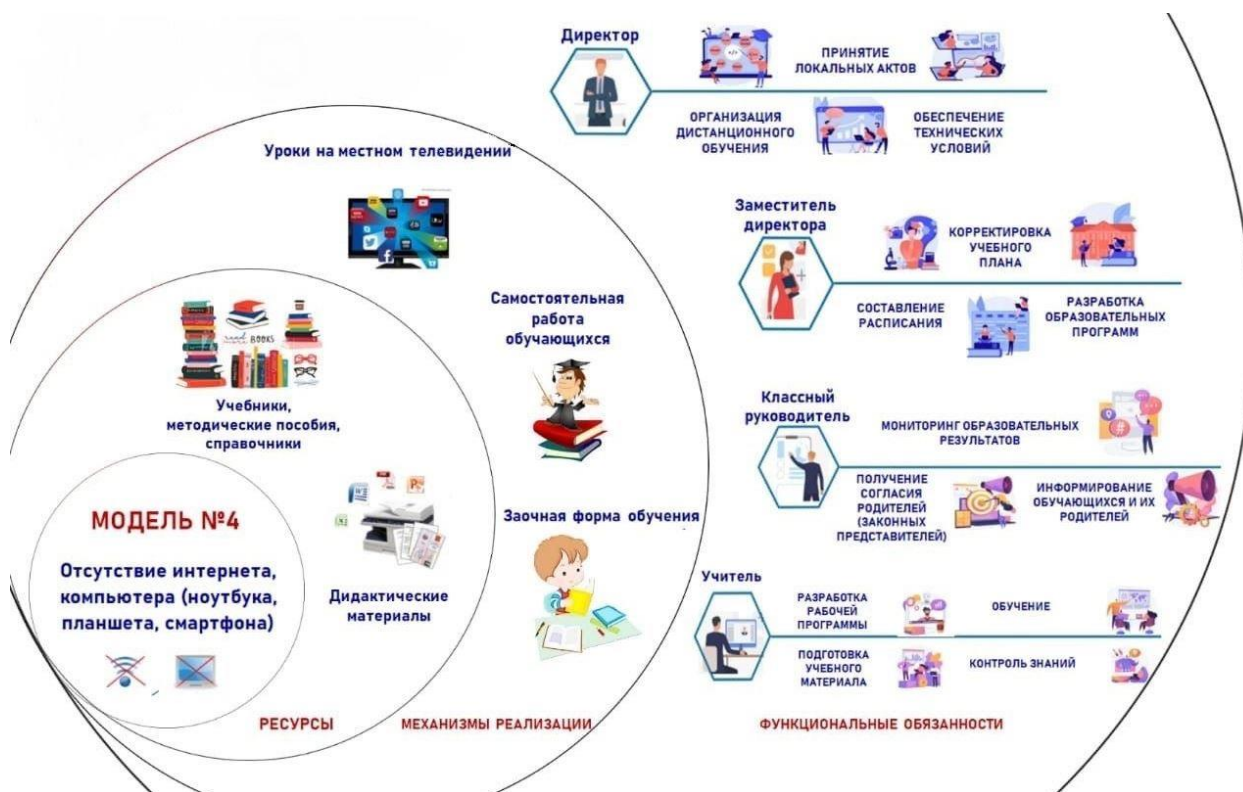 Директор
ПРИНЯТИЕ
ЛОКАЛЬНЫХ АКТОВ
ОРГАНИЗАЦИЯ
ДИСТАНЦИОННОГО
ОБУЧЕНИЯ
ОБЕСПЕЧЕНИЕ
ТЕХНИЧЕСКИХ
УСЛОВИЙ
Уроки на местном телевидении
Заместитель
директора
КОРРЕКТИРОВКА
УЧЕБНОГО
ПЛАНА
СОСТАВЛЕНИЕ
РАСПИСАНИЯ
РАЗРАБОТКА
ОБРАЗОВАТЕЛЬНЫХ
ПРОГРАММ
Самостоятельная
работа
обучающихся
read
more BOOKS
Учебники,
методические пособия,
справочники
Классный
руководитель
МОНИТОРИНГ ОБРАЗОВАТЕЛЬНЫХ
РЕЗУЛЬТАТОВ
ПОЛУЧЕНИЕ
СОГЛАСИЯ
РОДИТЕЛЕЙ
(ЗАКОННЫХ
ПРЕДСТАВИТЕЛЕЙ)
ИНФОРМИРОВАНИЕ
ОБУЧАЮЩИХСЯ И ИХ
РОДИТЕЛЕЙ
МОДЕЛЬ №4
Отсутствие интернета,
компьютера (ноутбука,
планшета, смартфона)
Дидактические
материалы
Заочная форма обучения
Учитель
РАЗРАБОТКА
РАБОЧЕЙ
ПРОГРАММЫ
ОБУЧЕНИЕ
ПОДГОТОВКА
УЧЕБНОГО
МАТЕРИАЛА
КОНТРОЛЬ ЗНАНИЙ
РЕСУРСЫ
МЕХАНИЗМЫ РЕАЛИЗАЦИИ
ФУНКЦИОНАЛЬНЫЕ ОБЯЗАННОСТИ